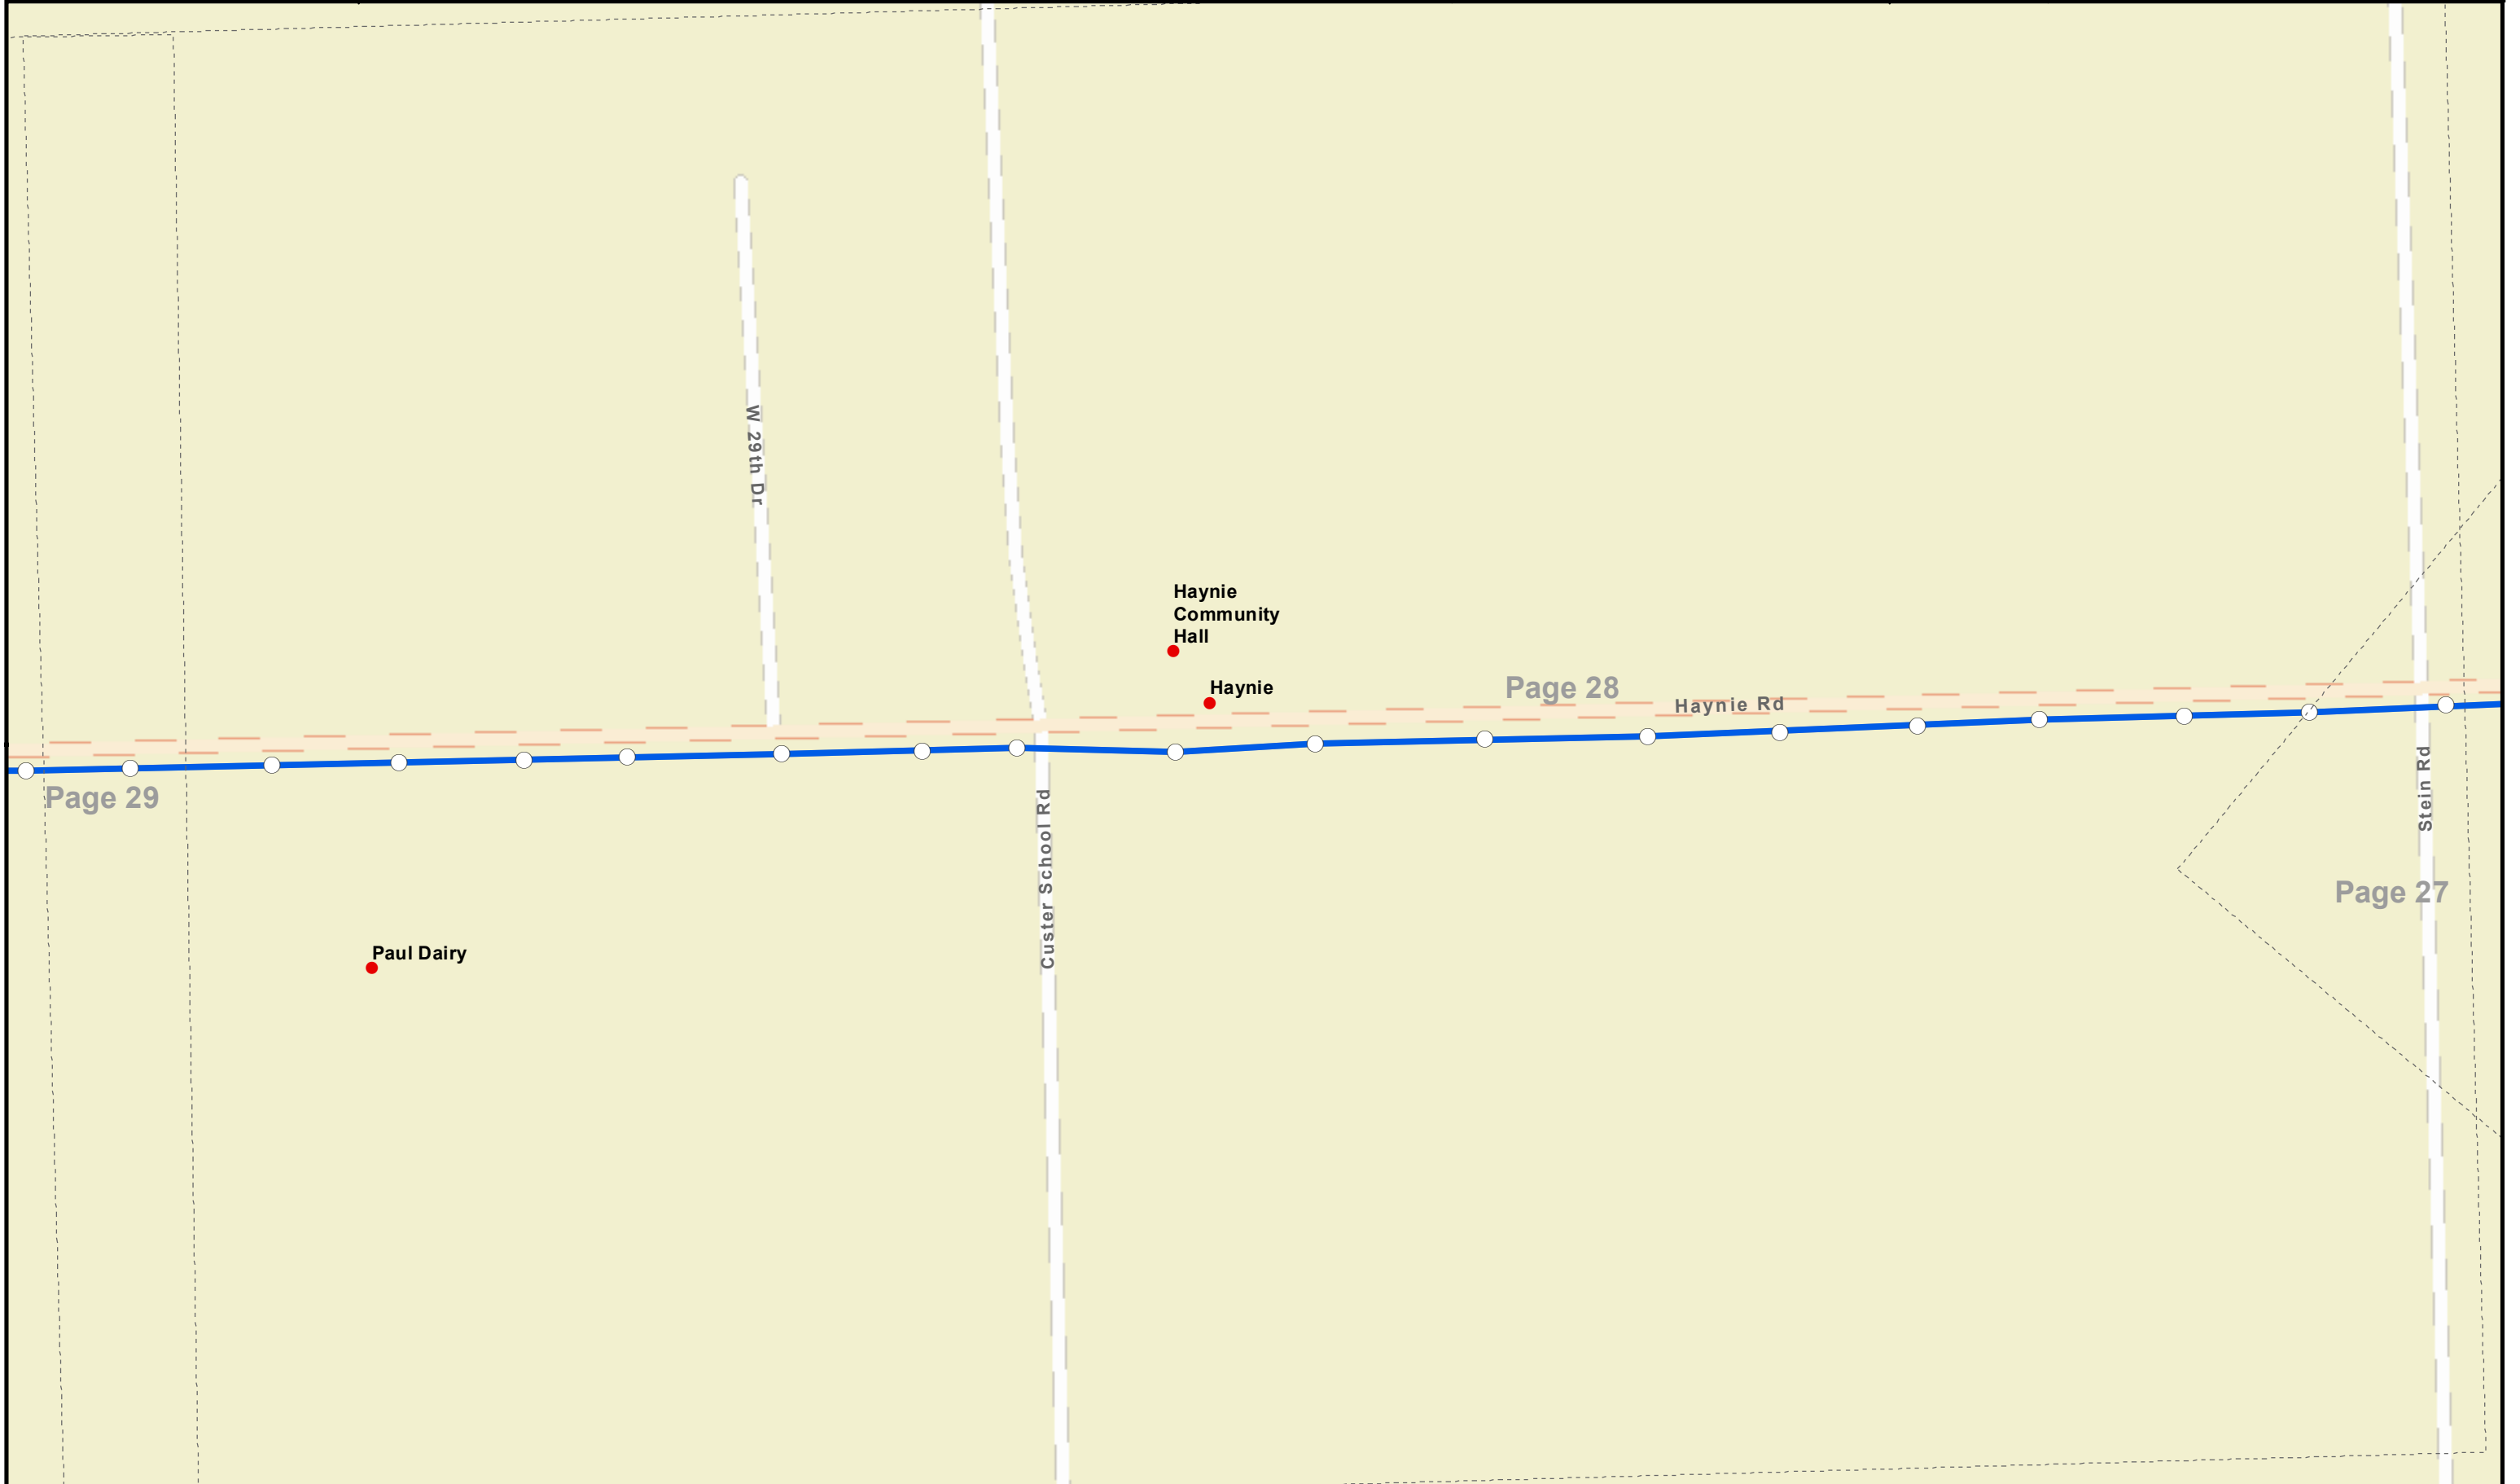 W 29th Dr
Haynie
Community
Hall
Haynie
Page 28
Haynie Rd
Page 29
Custer School Rd
Stein Rd
Page 27
Paul Dairy